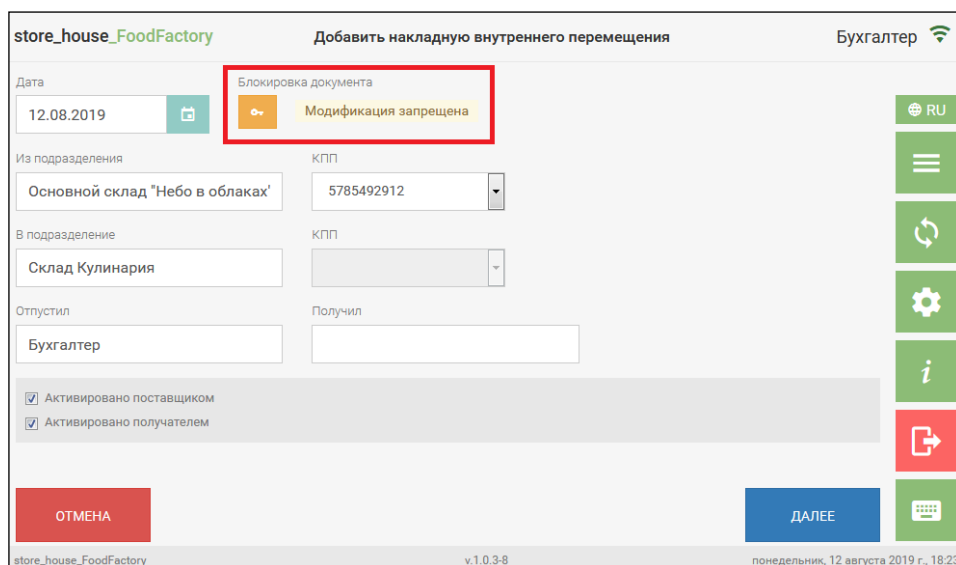 store_house_FoodFactory Добавить накладную внутреннего перемещения Бухгалтер
Дата Блокировка документа
12.08.2019 Модификация запрещена
RU
Из подразделения КПП
Основной склад "Небо в облаках" 5785492912
В подразделение КПП
Склад Кулинария
Отпустил Получил
Бухгалтер
i
Активировано поставщиком
Активировано получателем
ОТМЕНА ДАЛЕЕ
store_house_FoodFactory v.1.0.3-8 понедельник, 12 августа 2019 г., 18:23